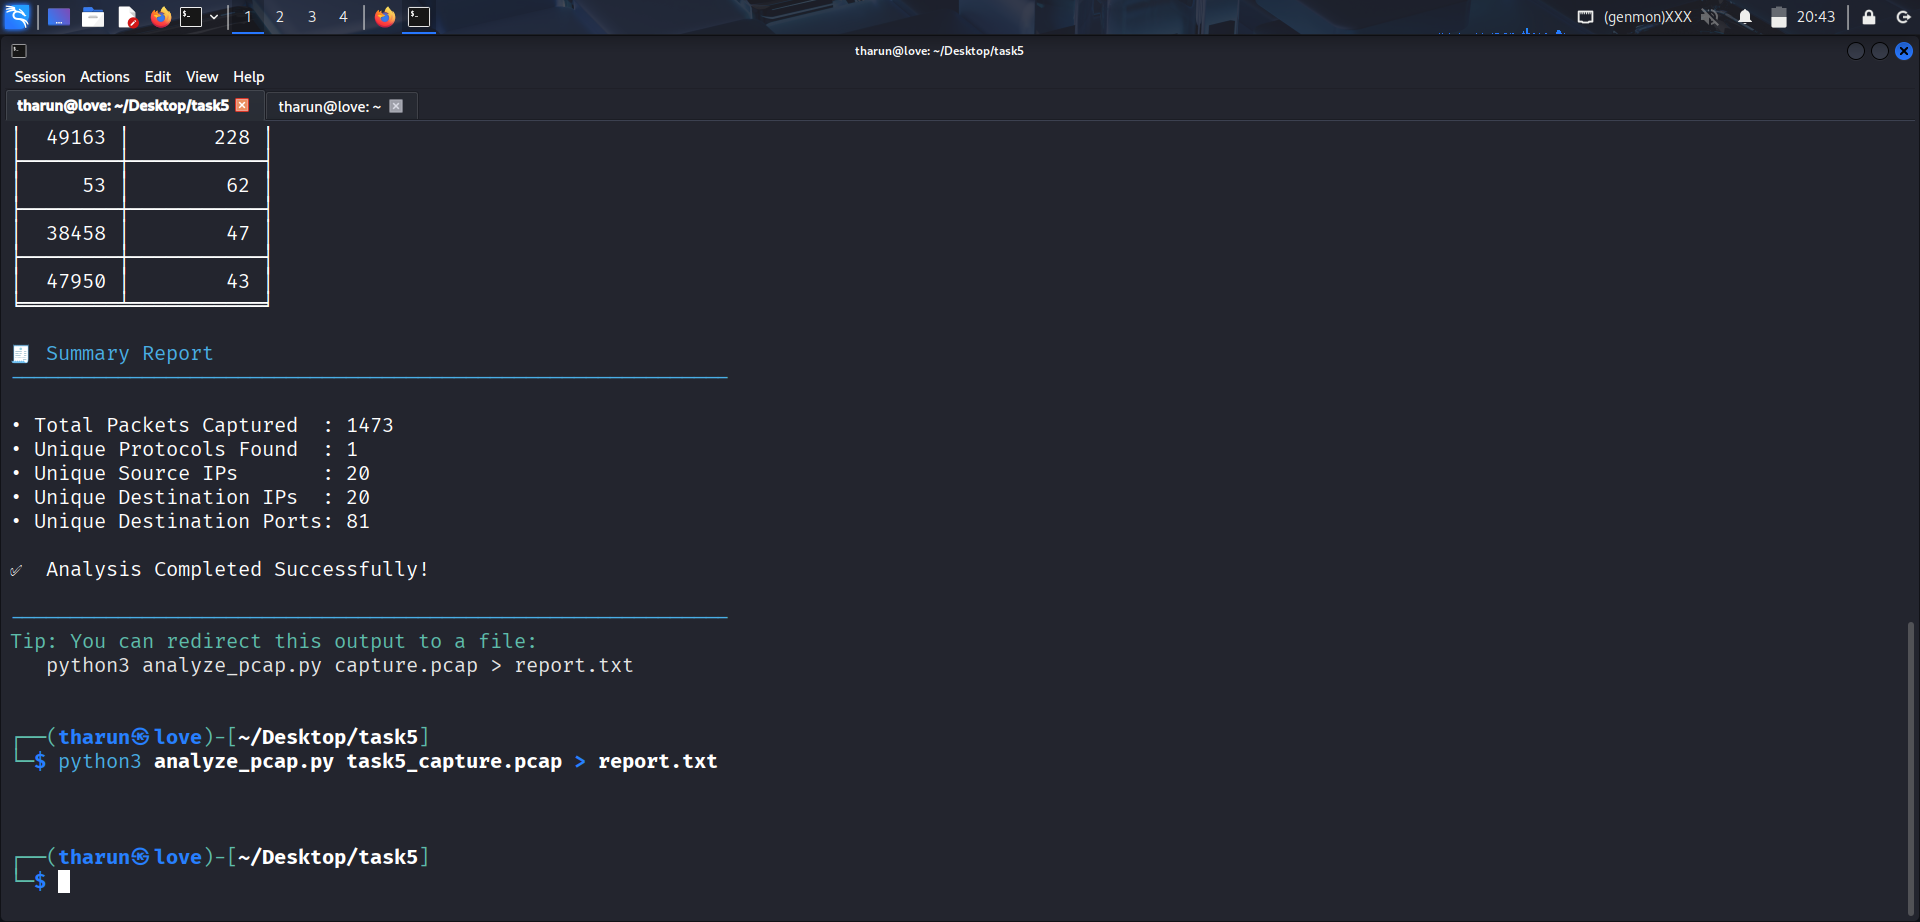 1 2 3 4 (genmon)XXX 20:43
tharun@love: ~/Desktop/task5
Session Actions Edit View Help
tharun@love: ~/Desktop/task5 tharun@love: ~
49163 228
53 62
38458 47
47950 43
Summary Report
• Total Packets Captured : 1473
• Unique Protocols Found : 1
• Unique Source IPs : 20
• Unique Destination IPs : 20
• Unique Destination Ports: 81
✅ Analysis Completed Successfully!
Tip: You can redirect this output to a file:
python3 analyze_pcap.py capture.pcap > report.txt
┌──(tharun㉿love)-[~/Desktop/task5]
└─$ python3 analyze_pcap.py task5_capture.pcap > report.txt
┌──(tharun㉿love)-[~/Desktop/task5]
└─$